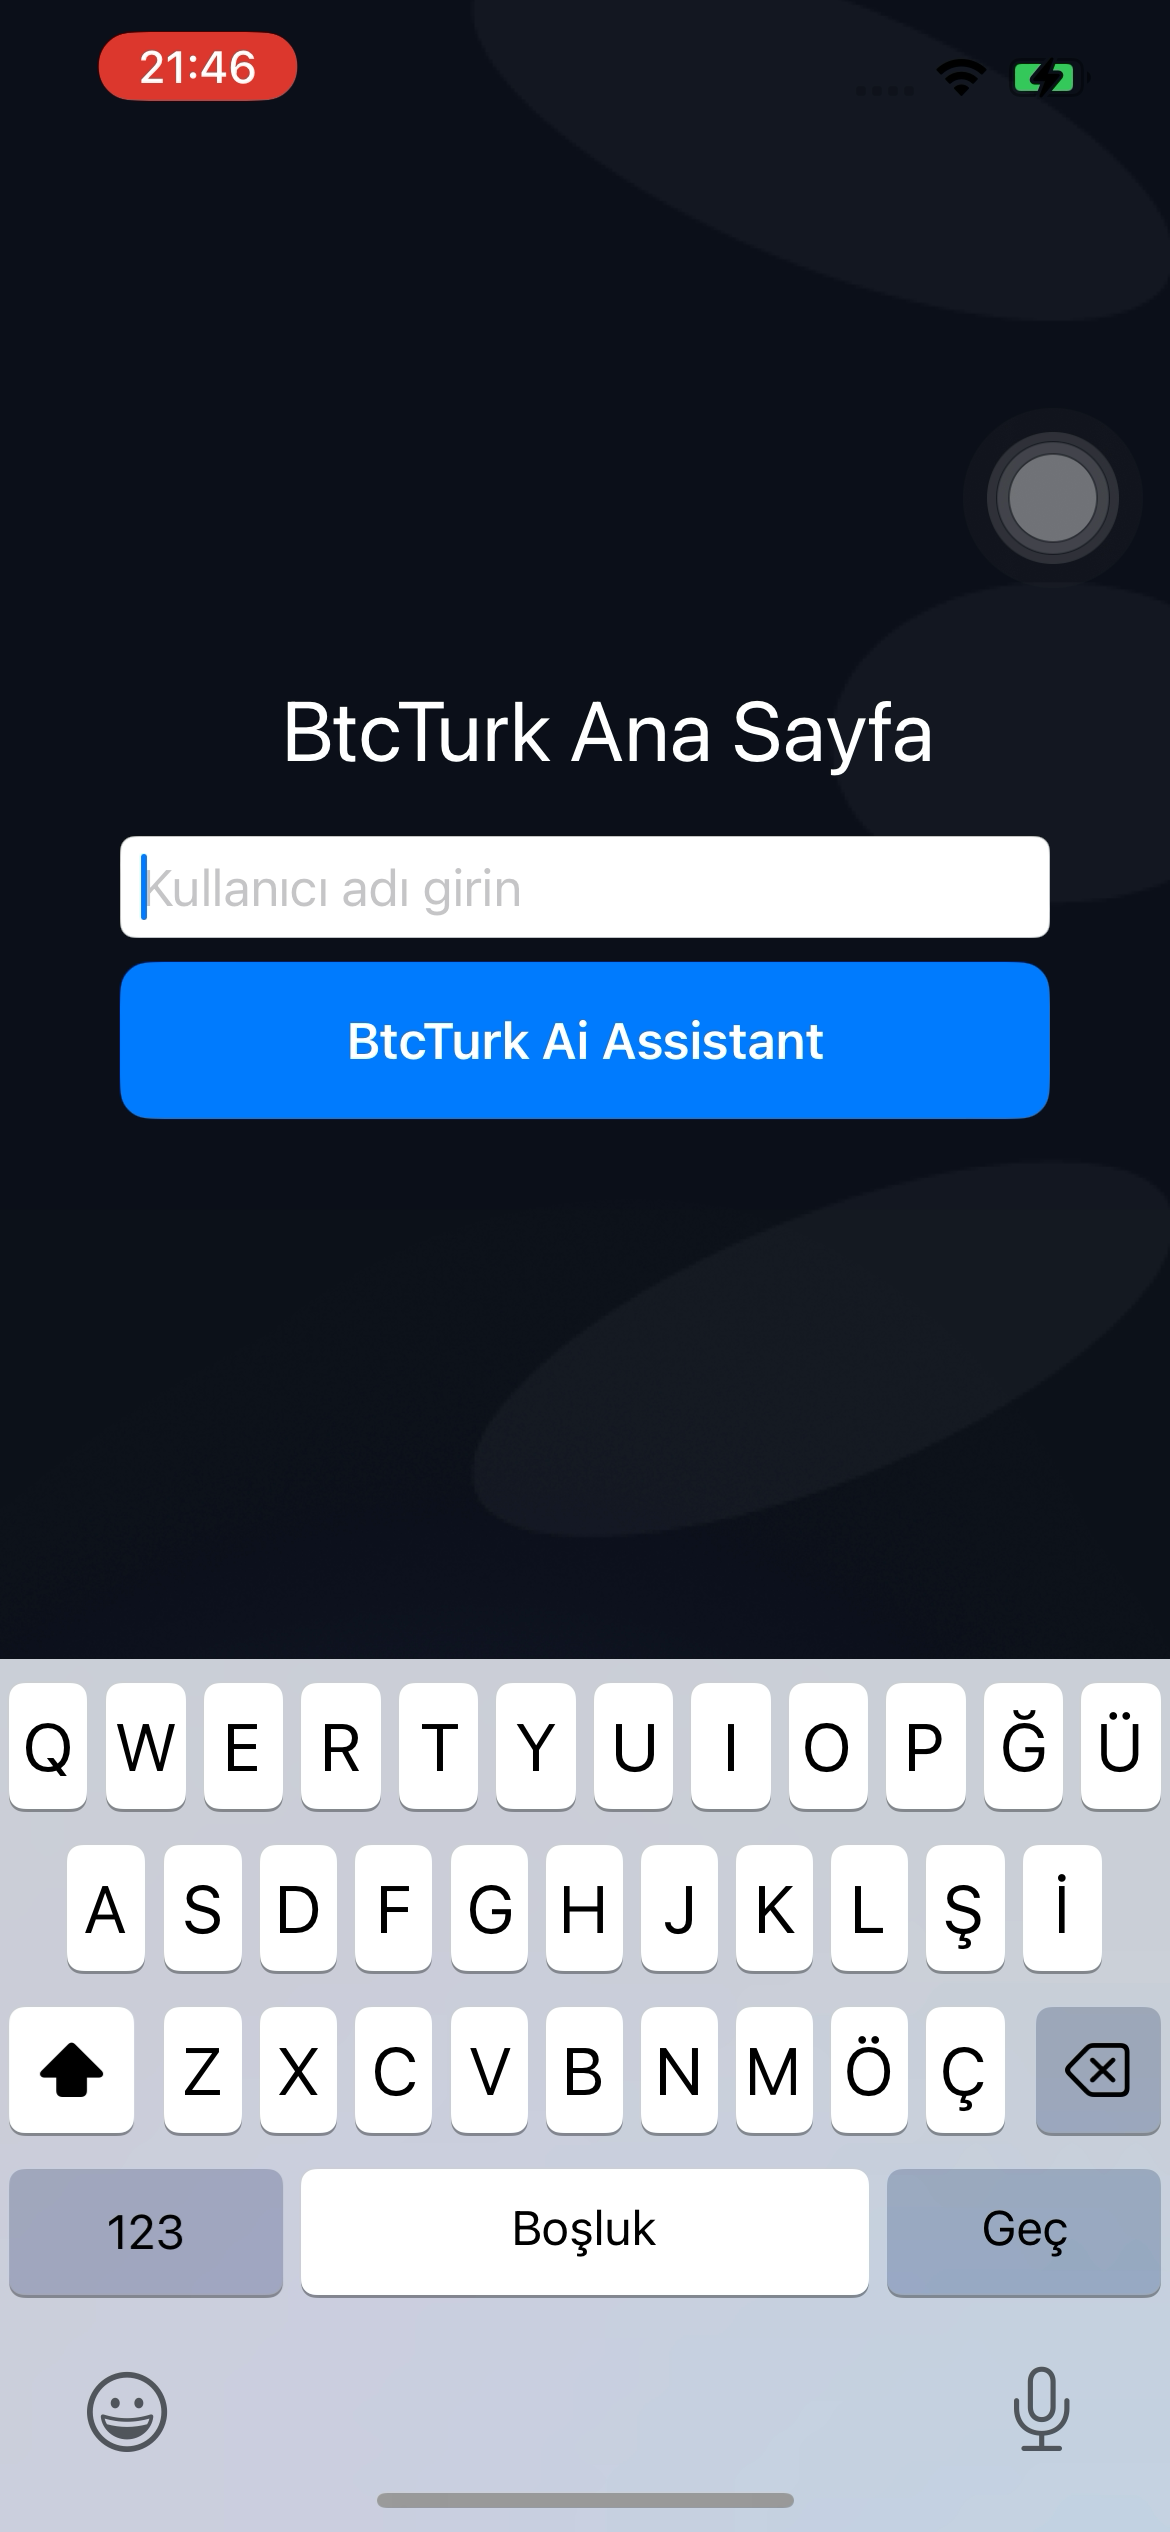 21:46
BtcTurk Ana Sayfa
Kullanıcı adı girin
BtcTurk Ai Assistant
Q W E R T Y U I O P Ğ Ü
A S D F G H J K L Ş İ
Z X C V B N M Ö Ç
123 Boşluk Geç